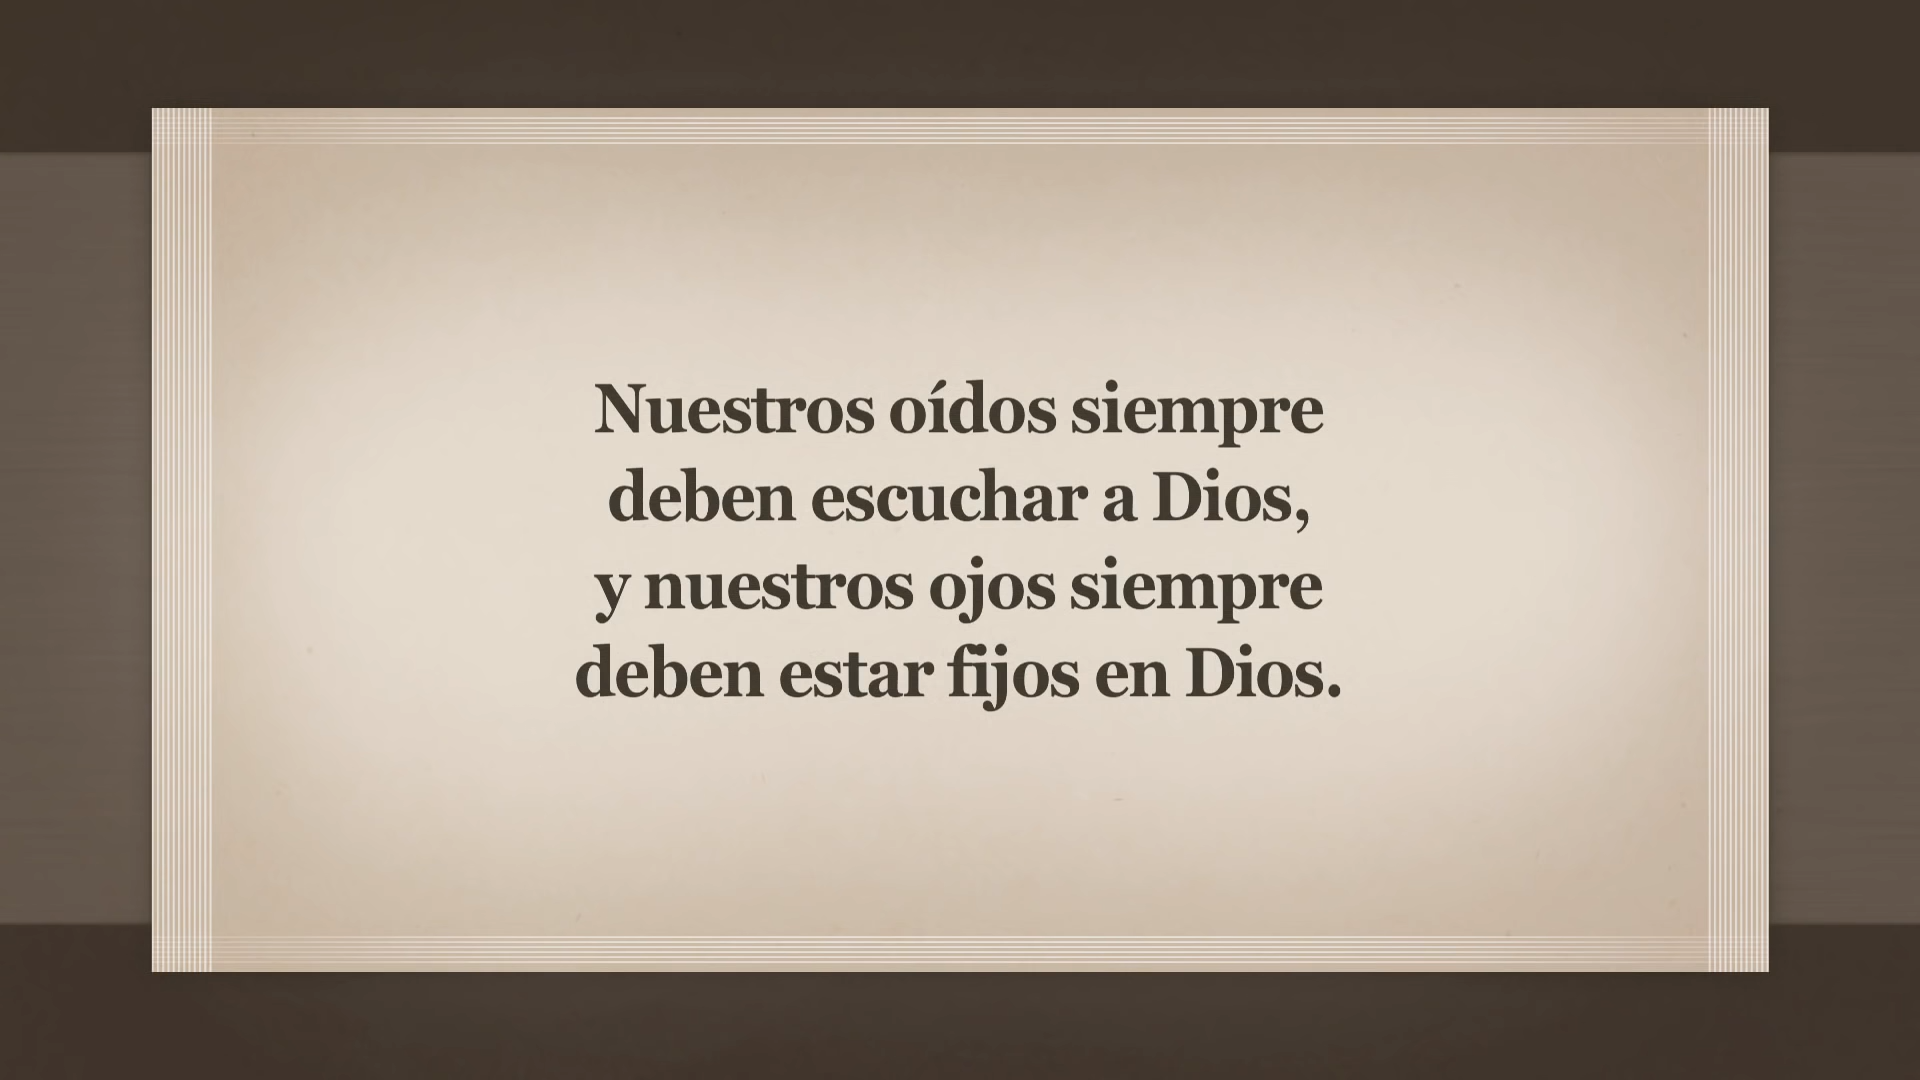 Nuestros oídos siempre
deben escuchar a Dios,
y nuestros ojos siempre
deben estar fijos en Dios.